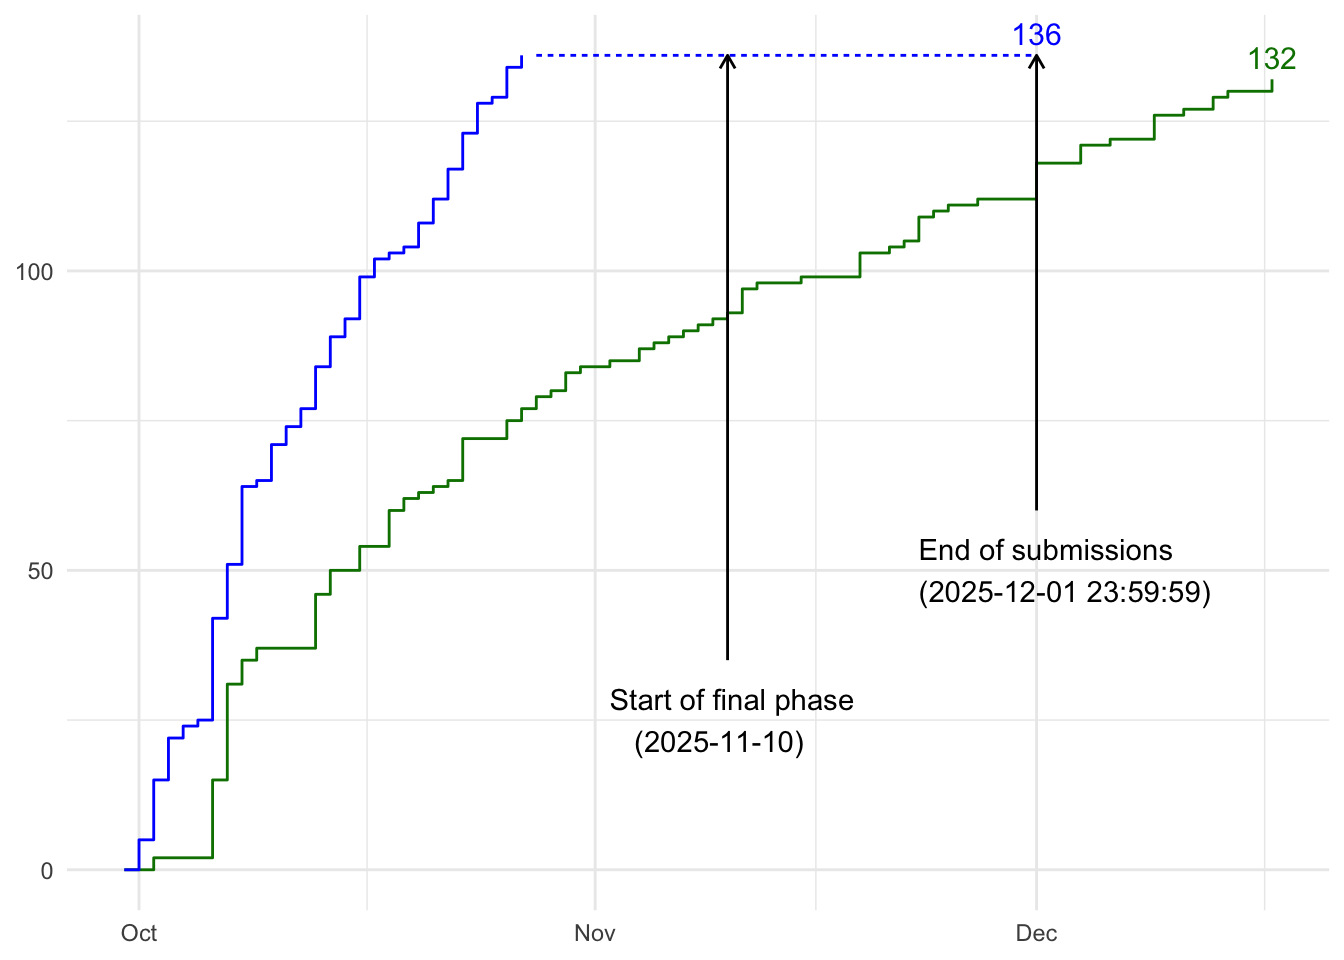 136
132
100
End of submissions
(2025-12-01 23:59:59)
50
Start of final phase
(2025-11-10)
0
Oct
Nov
Dec